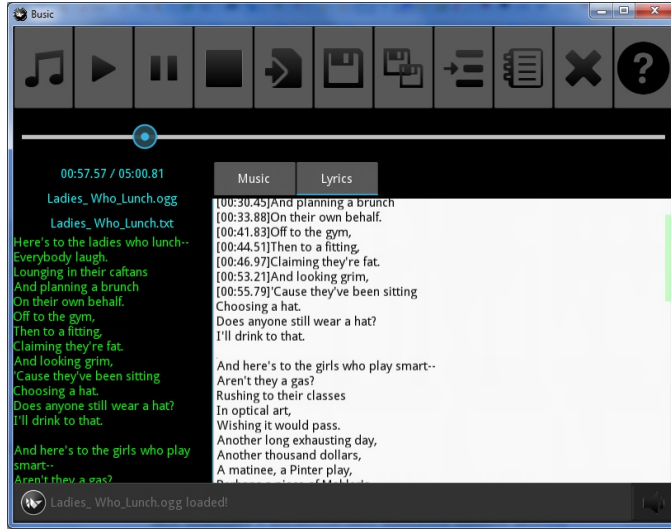 Busic
00:57.57 / 05:00.81
Ladies_ Who_Lunch.ogg
Ladies_ Who_Lunch.txt
Here's to the ladies who lunch--
Everybody laugh.
Lounging in their caftans
And planning a brunch
On their own behalf.
Off to the gym,
Then to a fitting,
Claiming they're fat.
And looking grim,
'Cause they've been sitting
Choosing a hat.
Does anyone still wear a hat?
I'll drink to that.
And here's to the girls who play
smart--
Aren't they a gas?
Music
Lyrics
[00:30.45]And planning a brunch
[00:33.88]On their own behalf.
[00:41.83]Off to the gym,
[00:44.51]Then to a fitting,
[00:46.97]Claiming they're fat.
[00:53.21]And looking grim,
[00:55.79]'Cause they've been sitting
Choosing a hat.
Does anyone still wear a hat?
I'll drink to that.
And here's to the girls who play smart--
Aren't they a gas?
Rushing to their classes
In optical art,
Wishing it would pass.
Another long exhausting day,
Another thousand dollars,
A matinee, a Pinter play,
Ladies_ Who_Lunch.ogg loaded!